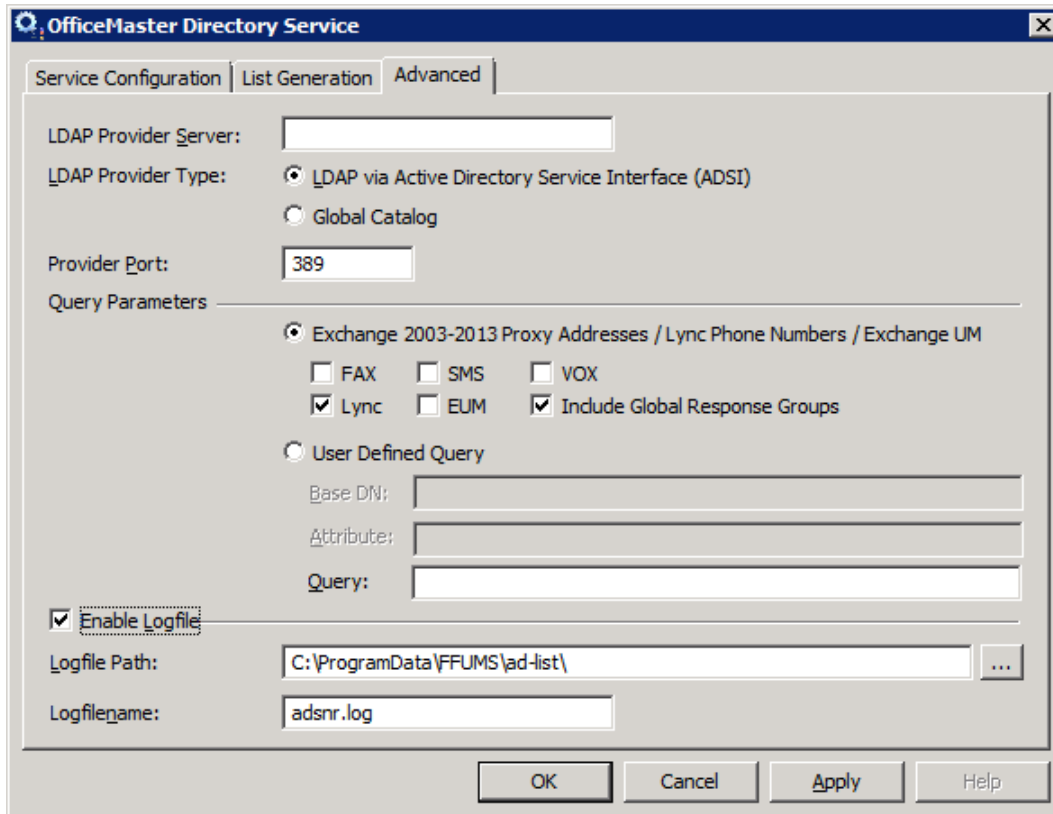 OfficeMaster Directory Service
Service Configuration List Generation Advanced
LDAP Provider Server:
LDAP Provider Type: LDAP via Active Directory Service Interface (ADSI)
Global Catalog
Provider Port: 389
Query Parameters
Exchange 2003-2013 Proxy Addresses / Lync Phone Numbers / Exchange UM
FAX SMS VOX
Lync EUM Include Global Response Groups
User Defined Query
Base DN:
Attribute:
Query:
Enable Logfile
Logfile Path: C:\ProgramData\FFUMS\ad-list\ ...
Logfilename: adsnr.log
OK Cancel Apply Help